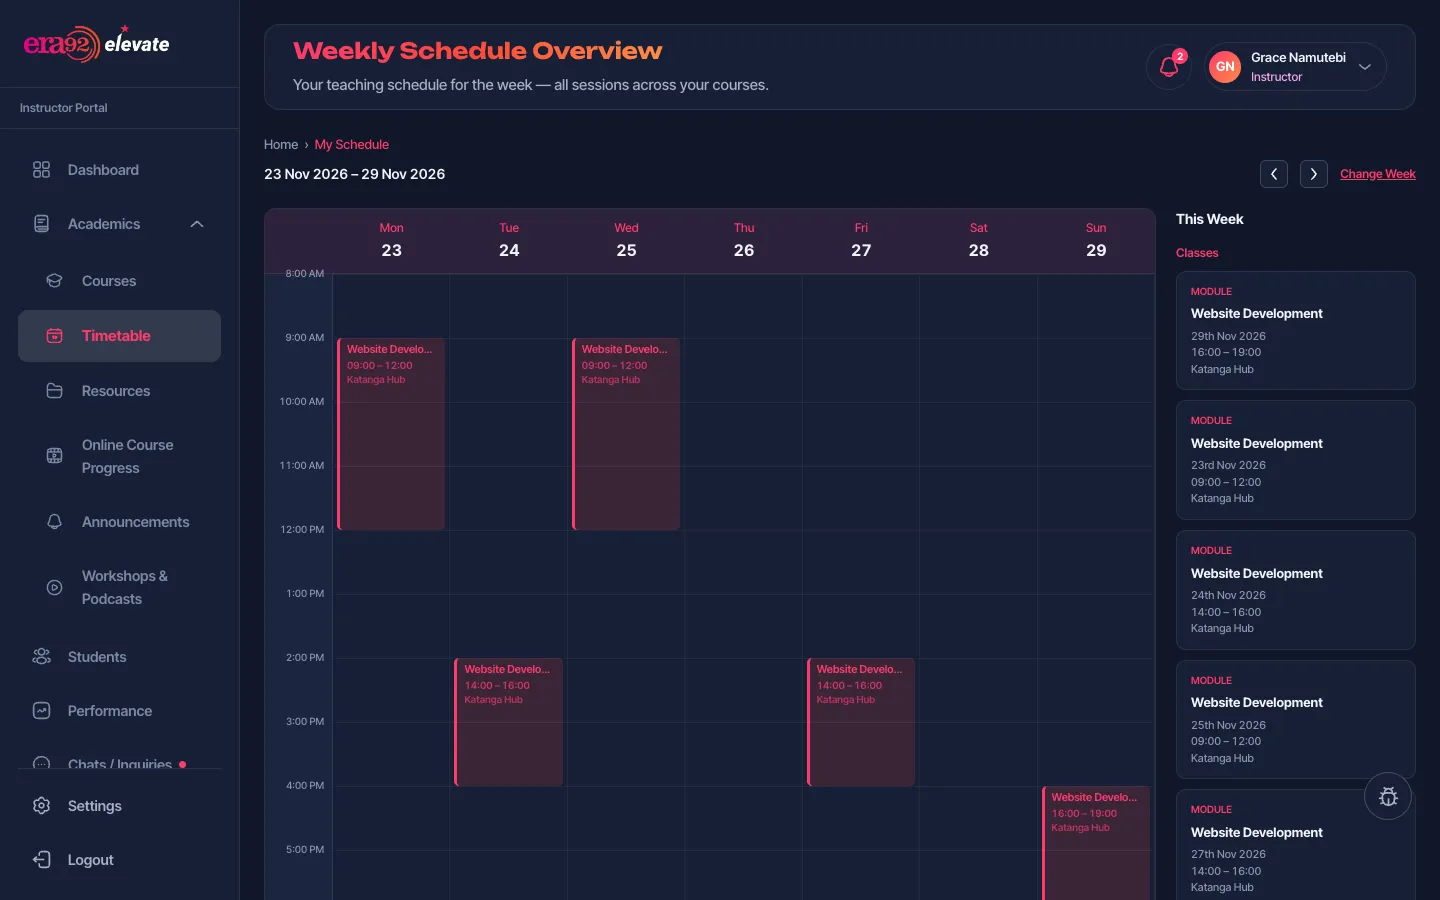 era92 elevate
Instructor Portal
Dashboard
Academics
Courses
Timetable
Resources
Online Course
Progress
Announcements
Workshops &
Podcasts
Students
Performance
Chats / Inquiries
Settings
Logout
Weekly Schedule Overview
Your teaching schedule for the week — all sessions across your courses.
2
GN
Grace Namutebi
Instructor
Home › My Schedule
23 Nov 2026 – 29 Nov 2026
Change Week
Mon Tue Wed Thu Fri Sat Sun
23 24 25 26 27 28 29
8:00 AM
9:00 AM
10:00 AM
11:00 AM
12:00 PM
1:00 PM
2:00 PM
3:00 PM
4:00 PM
5:00 PM
Website Develo...
09:00 – 12:00
Katanga Hub
Website Develo...
14:00 – 16:00
Katanga Hub
Website Develo...
09:00 – 12:00
Katanga Hub
Website Develo...
14:00 – 16:00
Katanga Hub
Website Develo...
16:00 – 19:00
Katanga Hub
This Week
Classes
MODULE
Website Development
29th Nov 2026
16:00 – 19:00
Katanga Hub
MODULE
Website Development
23rd Nov 2026
09:00 – 12:00
Katanga Hub
MODULE
Website Development
24th Nov 2026
14:00 – 16:00
Katanga Hub
MODULE
Website Development
25th Nov 2026
09:00 – 12:00
Katanga Hub
MODULE
Website Development
27th Nov 2026
14:00 – 16:00
Katanga Hub